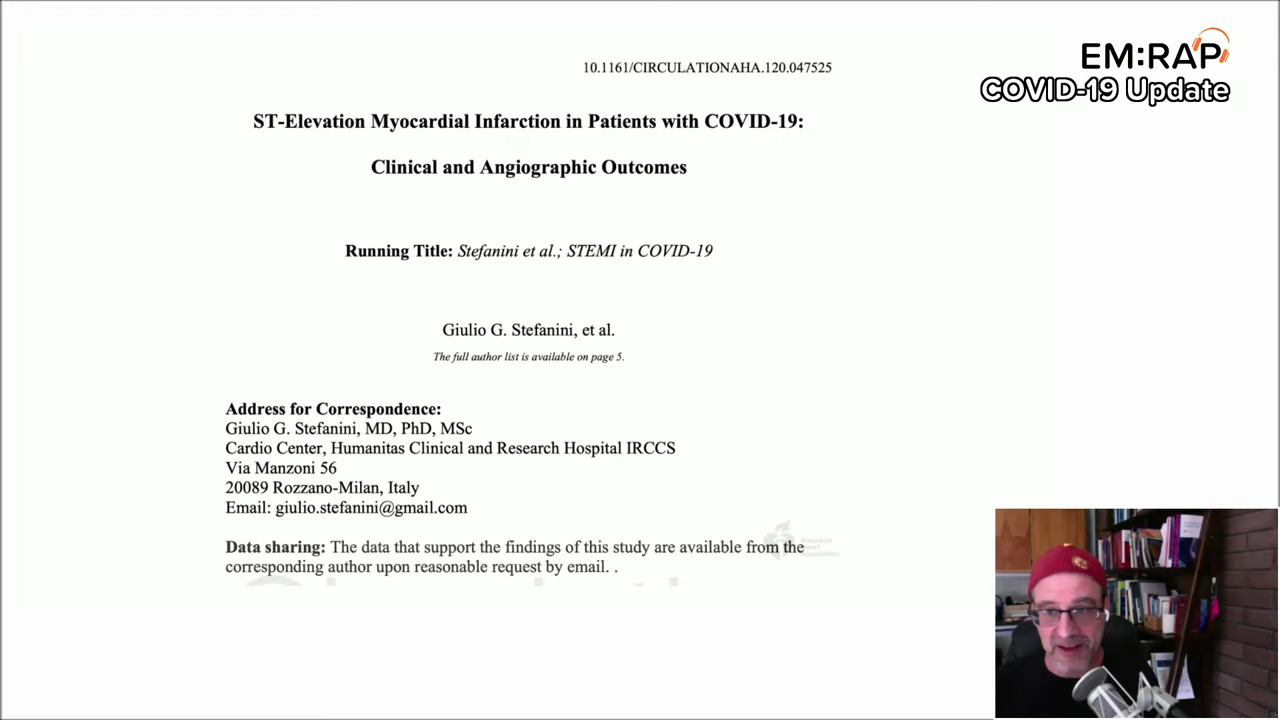 EM:RAP
COVID-19 Update
10.1161/CIRCULATIONAHA.120.047525
ST-Elevation Myocardial Infarction in Patients with COVID-19:
Clinical and Angiographic Outcomes
Running Title: Stefanini et al.; STEMI in COVID-19
Giulio G. Stefanini, et al.
The full author list is available on page 5.
Address for Correspondence:
Giulio G. Stefanini, MD, PhD, MSc
Cardio Center, Humanitas Clinical and Research Hospital IRCCS
Via Manzoni 56
20089 Rozzano-Milan, Italy
Email: giulio.stefanini@gmail.com
American
Heart
Association
Data sharing: The data that support the findings of this study are available from the
corresponding author upon reasonable request by email. .